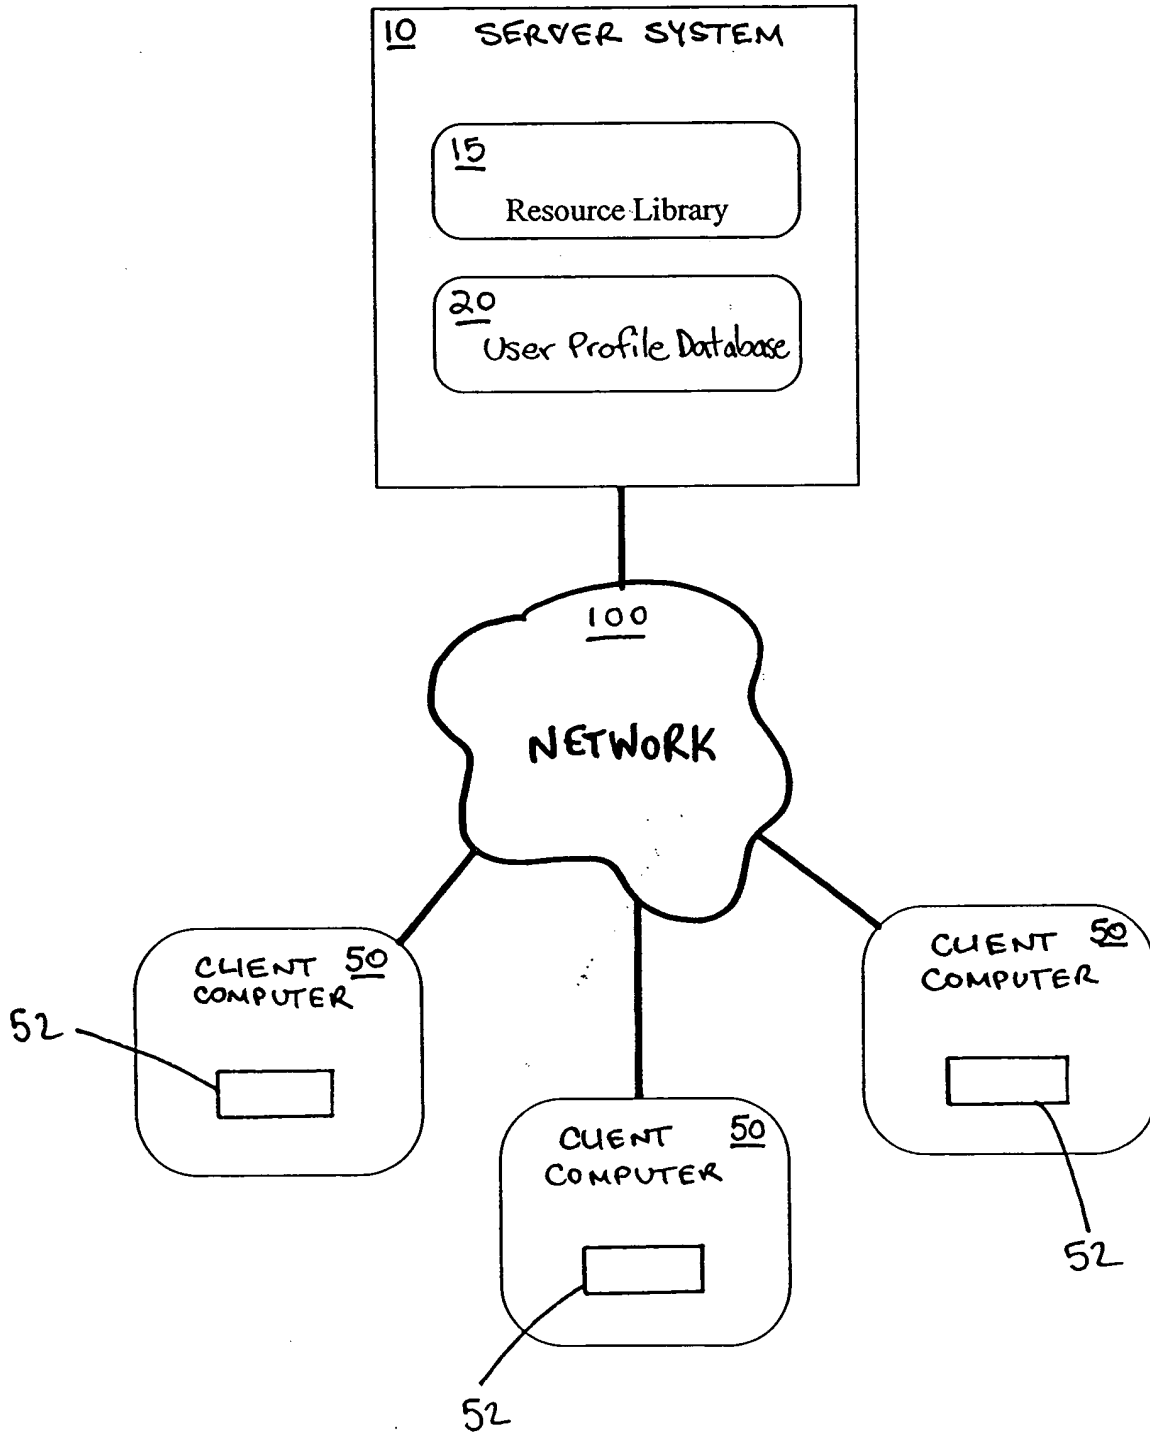 10 SERVER SYSTEM
15
Resource Library
20
User Profile Database
100
NETWORK
CLIENT 50
COMPUTER
52
CLIENT 50
COMPUTER
52
CLIENT 50
COMPUTER
52